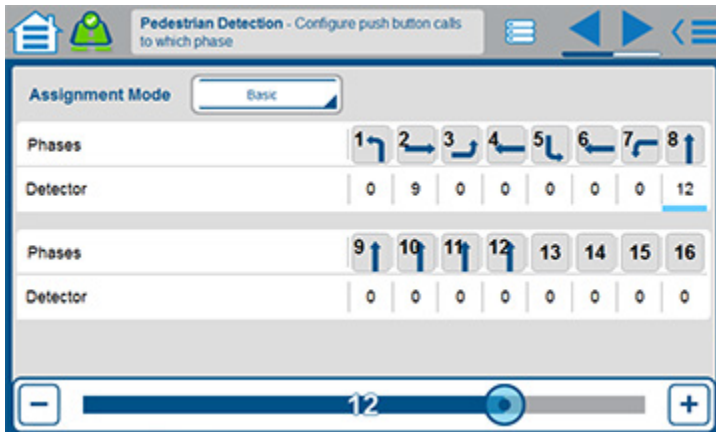 Pedestrian Detection - Configure push button calls
to which phase
Assignment Mode Basic
Phases 1 2 3 4 5 6 7 8
Detector 0 9 0 0 0 0 0 12
Phases 9 10 11 12 13 14 15 16
Detector 0 0 0 0 0 0 0 0
- 12 +